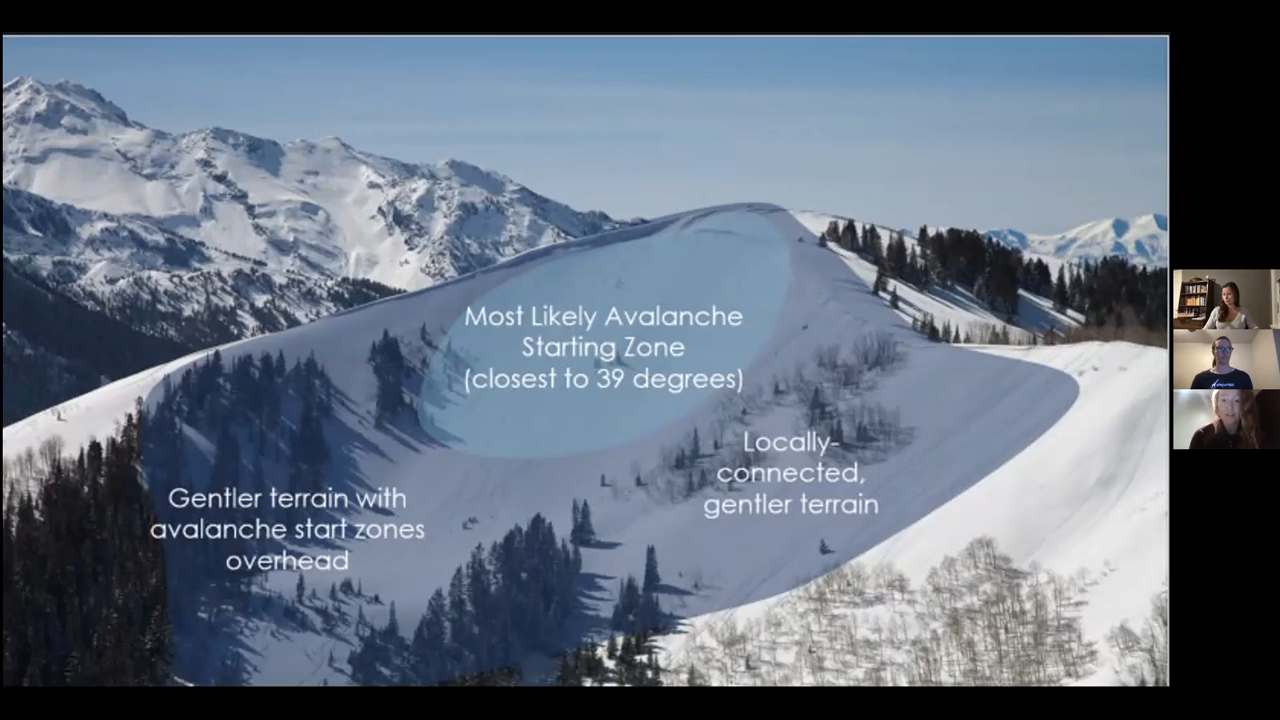 Most Likely Avalanche
Starting Zone
(closest to 39 degrees)
Locally-
connected,
gentler terrain
Gentler terrain with
avalanche start zones
overhead